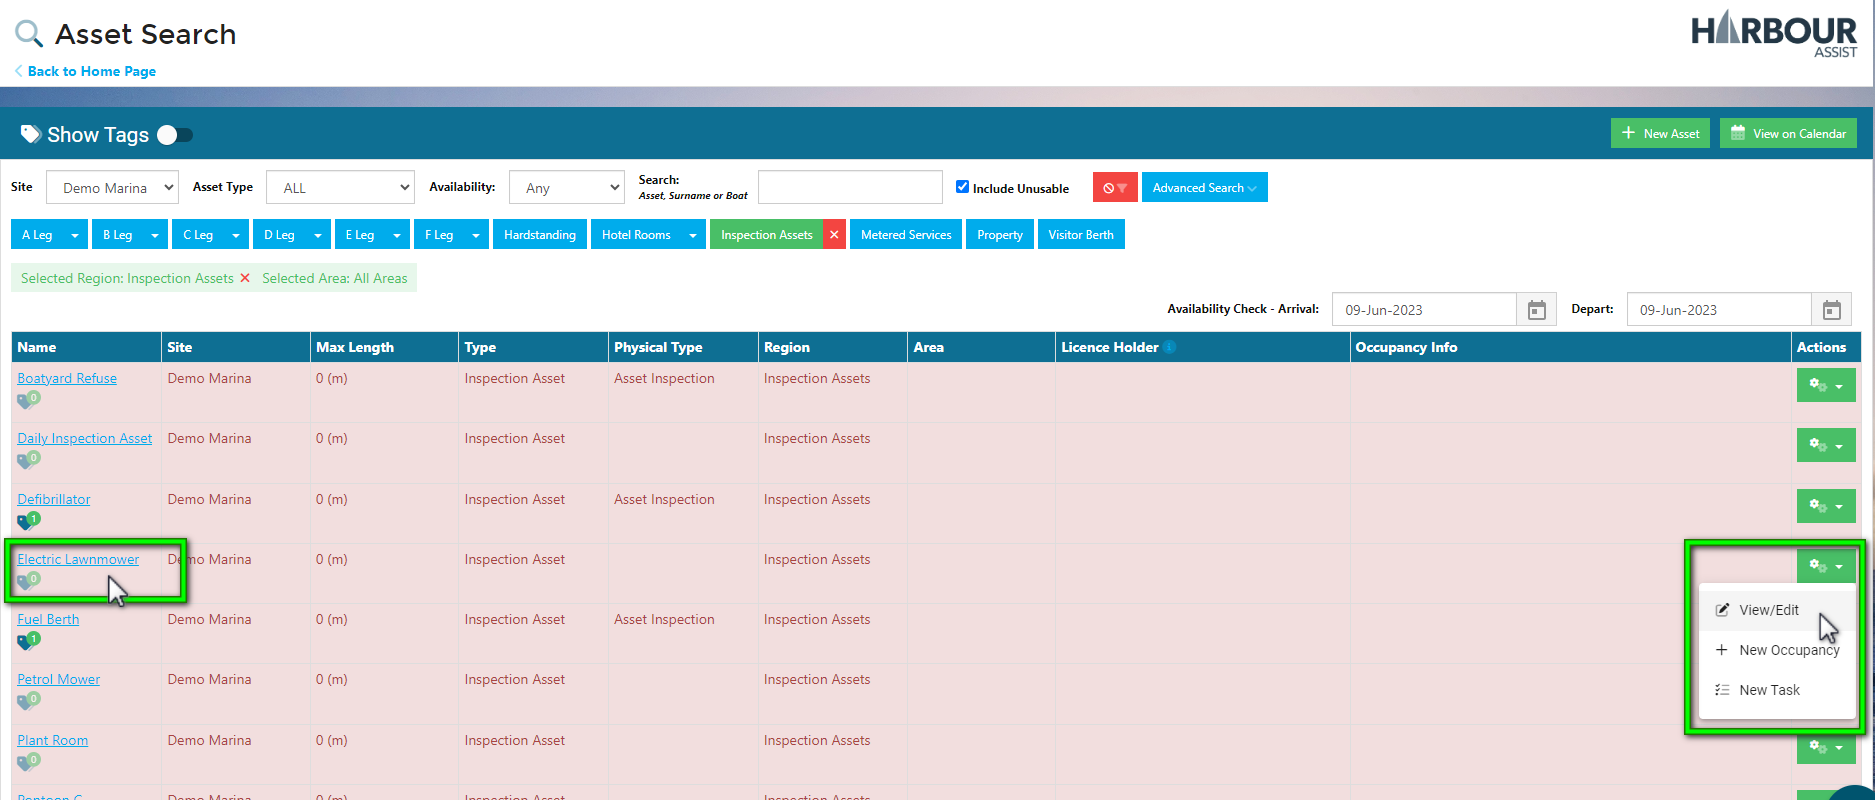 Asset Search
HARBOUR
ASSIST
Back to Home Page
Show Tags
New Asset
View on Calendar
Site
Demo Marina
Asset Type
ALL
Availability:
Any
Search:
Asset, Surname or Boat
Include Unusable
Advanced Search
A Leg
B Leg
C Leg
D Leg
E Leg
F Leg
Hardstanding
Hotel Rooms
Inspection Assets
Metered Services
Property
Visitor Berth
Selected Region: Inspection Assets
Selected Area: All Areas
Availability Check - Arrival:
09-Jun-2023
Depart:
09-Jun-2023
Name Site Max Length Type Physical Type Region Area Licence Holder Occupancy Info Actions
Boatyard Refuse Demo Marina 0 (m) Inspection Asset Asset Inspection Inspection Assets
0
Daily Inspection Asset Demo Marina 0 (m) Inspection Asset Inspection Assets
0
Defibrillator Demo Marina 0 (m) Inspection Asset Asset Inspection Inspection Assets
1
Electric Lawnmower Demo Marina 0 (m) Inspection Asset Inspection Assets
0
View/Edit
Fuel Berth Demo Marina 0 (m) Inspection Asset Asset Inspection Inspection Assets
1
New Occupancy
Petrol Mower Demo Marina 0 (m) Inspection Asset Inspection Assets
0
New Task
Plant Room Demo Marina 0 (m) Inspection Asset Inspection Assets
0
Pontoon C Demo Marina 0 (m) Inspection Asset Inspection Assets